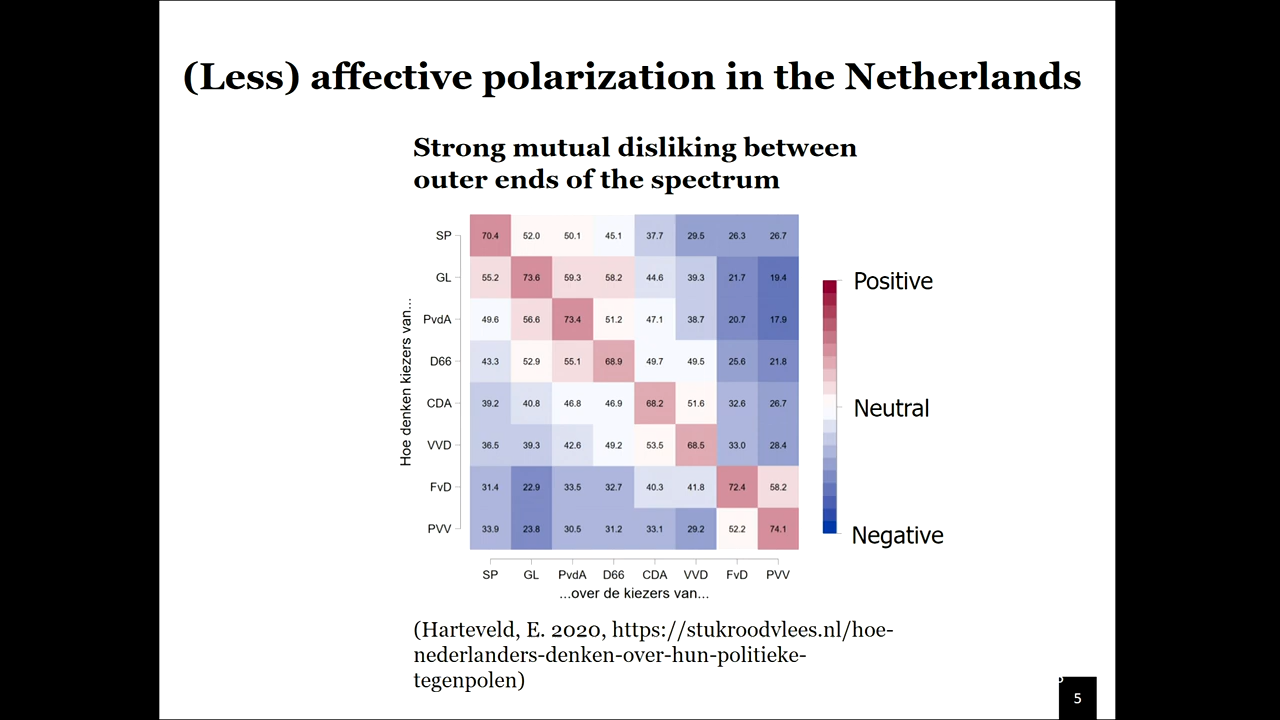 (Less) affective polarization in the Netherlands
Strong mutual disliking between
outer ends of the spectrum
Hoe denken kiezers van...
SP 70.4 52.0 50.1 45.1 37.7 29.5 26.3 26.7
GL 55.2 73.6 59.3 58.2 44.6 39.3 21.7 19.4
PvdA 49.6 56.6 73.4 51.2 47.1 38.7 20.7 17.9
D66 43.3 52.9 55.1 68.9 49.7 49.5 25.6 21.8
CDA 39.2 40.8 46.8 46.9 68.2 51.6 32.6 26.7
VVD 36.5 39.3 42.6 49.2 53.5 68.5 33.0 28.4
FvD 31.4 22.9 33.5 32.7 40.3 41.8 72.4 58.2
PVV 33.9 23.8 30.5 31.2 33.1 29.2 52.2 74.1
SP GL PvdA D66 CDA VVD FvD PVV
...over de kiezers van...
Positive
Neutral
Negative
(Harteveld, E. 2020, https://stukroodvlees.nl/hoe-
nederlanders-denken-over-hun-politieke-
tegenpolen)
5